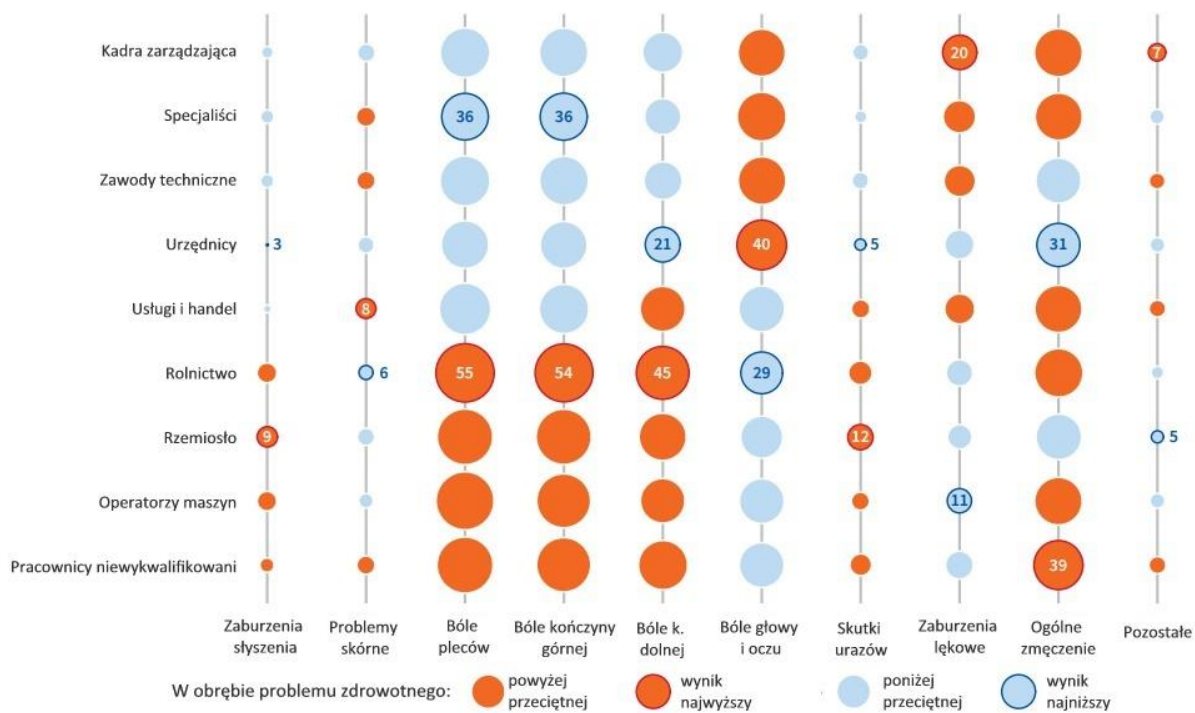 Kadra zarządzająca
20
7
Specjaliści
36
36
Zawody techniczne
Urzędnicy
3
21
40
5
31
Usługi i handel
8
Rolnictwo
6
55
54
45
29
Rzemiosło
9
12
5
Operatorzy maszyn
11
Pracownicy niewykwalifikowani
39
Zaburzenia
słyszenia
Problemy
skórne
Bóle
pleców
Bóle kończyny
górnej
Bóle k.
dolnej
Bóle głowy
i oczu
Skutki
urazów
Zaburzenia
lękowe
Ogólne
zmęczenie
Pozostałe
W obrębie problemu zdrowotnego:
powyżej
przeciętnej
wynik
najwyższy
poniżej
przeciętnej
wynik
najniższy